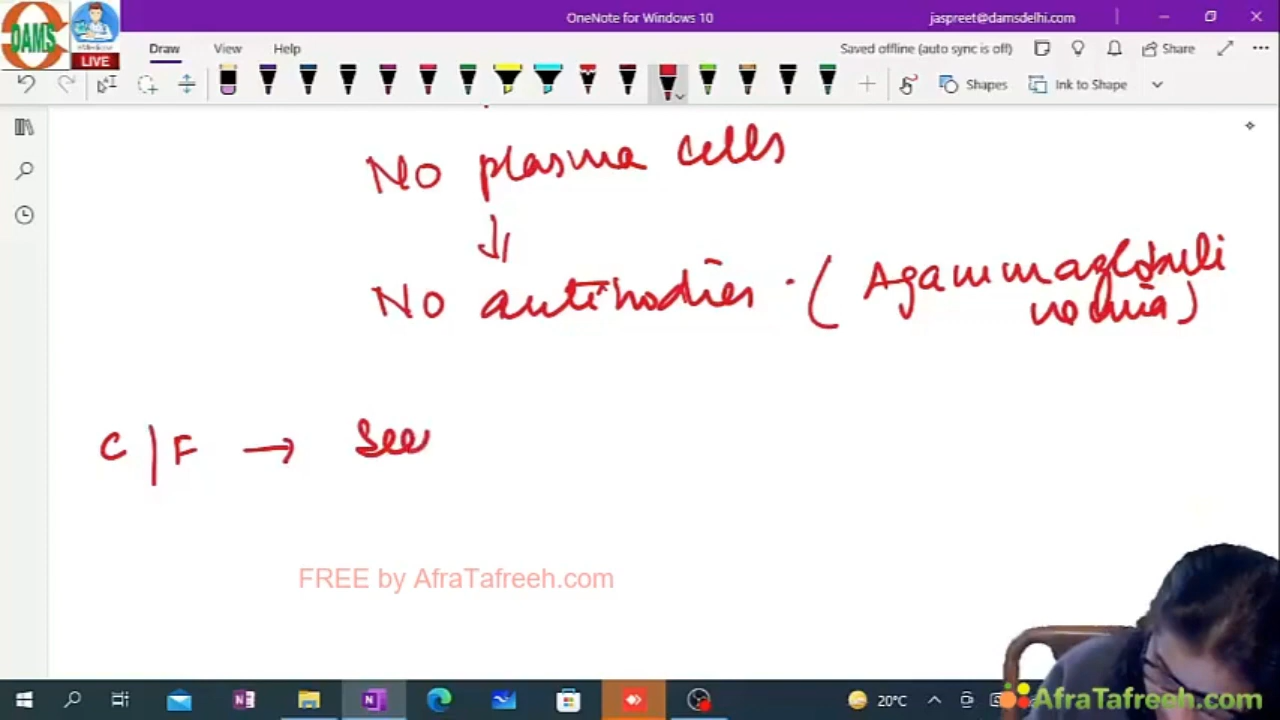 DAMS
eMedicoz
LIVE
OneNote for Windows 10
jaspreet@damsdelhi.com
Draw View Help
Saved offline (auto sync is off)
Share
Shapes
Ink to Shape
No plasma cells
No antibodies. (Agammaglobuli
nemia)
C/F → See
FREE by AfraTafreeh.com
20°C
AfraTafreeh.com